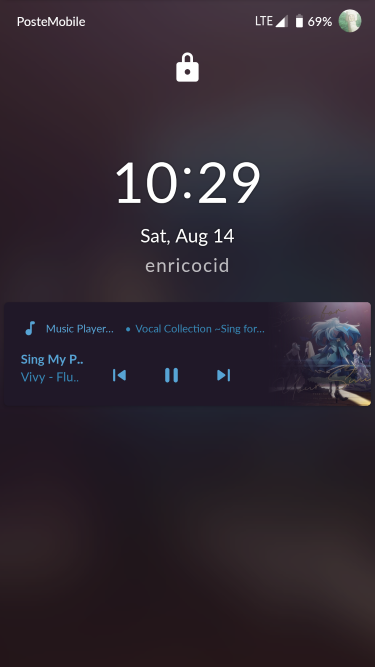 PosteMobile LTE 69%
10:29
Sat, Aug 14
enricocid
Music Player... • Vocal Collection ~Sing for...
Sing My P..
Vivy - Flu..